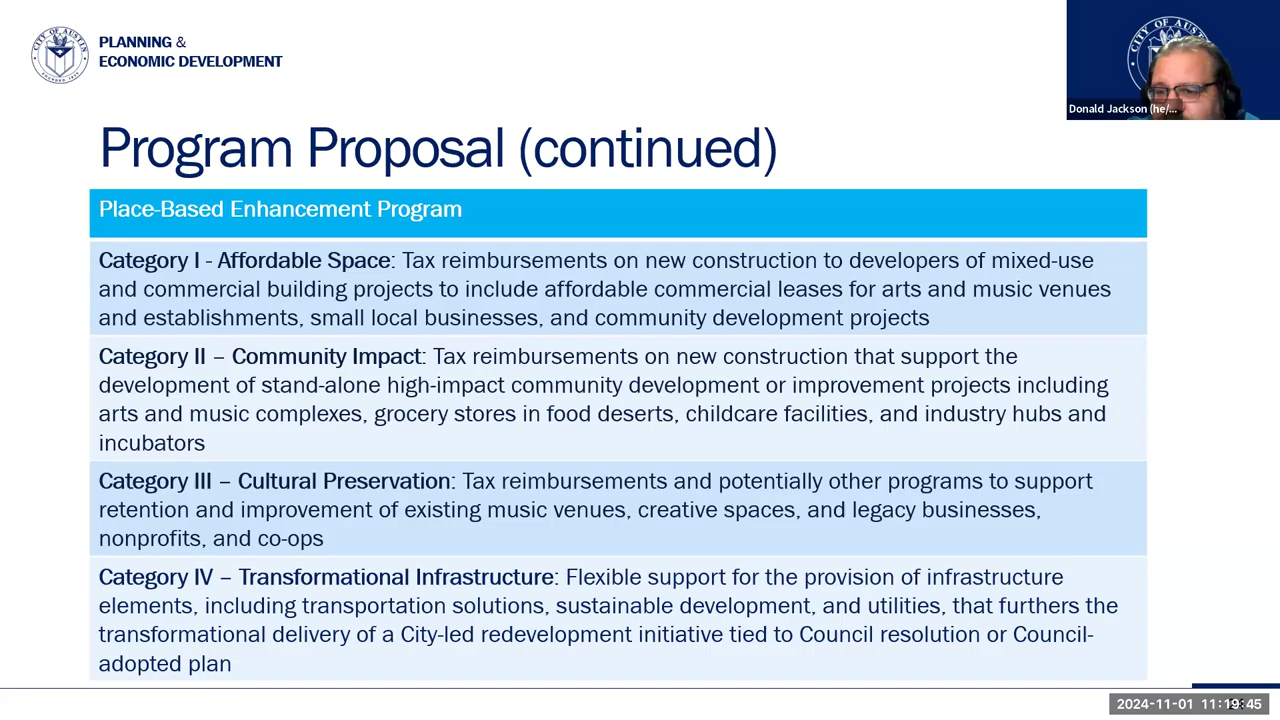 CITY OF AUSTIN
FOUNDED 1839
PLANNING &
ECONOMIC DEVELOPMENT
CITY OF AUSTIN
Donald Jackson (he/...
Program Proposal (continued)
Place-Based Enhancement Program
Category I - Affordable Space: Tax reimbursements on new construction to developers of mixed-use
and commercial building projects to include affordable commercial leases for arts and music venues
and establishments, small local businesses, and community development projects
Category II – Community Impact: Tax reimbursements on new construction that support the
development of stand-alone high-impact community development or improvement projects including
arts and music complexes, grocery stores in food deserts, childcare facilities, and industry hubs and
incubators
Category III – Cultural Preservation: Tax reimbursements and potentially other programs to support
retention and improvement of existing music venues, creative spaces, and legacy businesses,
nonprofits, and co-ops
Category IV – Transformational Infrastructure: Flexible support for the provision of infrastructure
elements, including transportation solutions, sustainable development, and utilities, that furthers the
transformational delivery of a City-led redevelopment initiative tied to Council resolution or Council-
adopted plan
2024-11-01 11:19:45